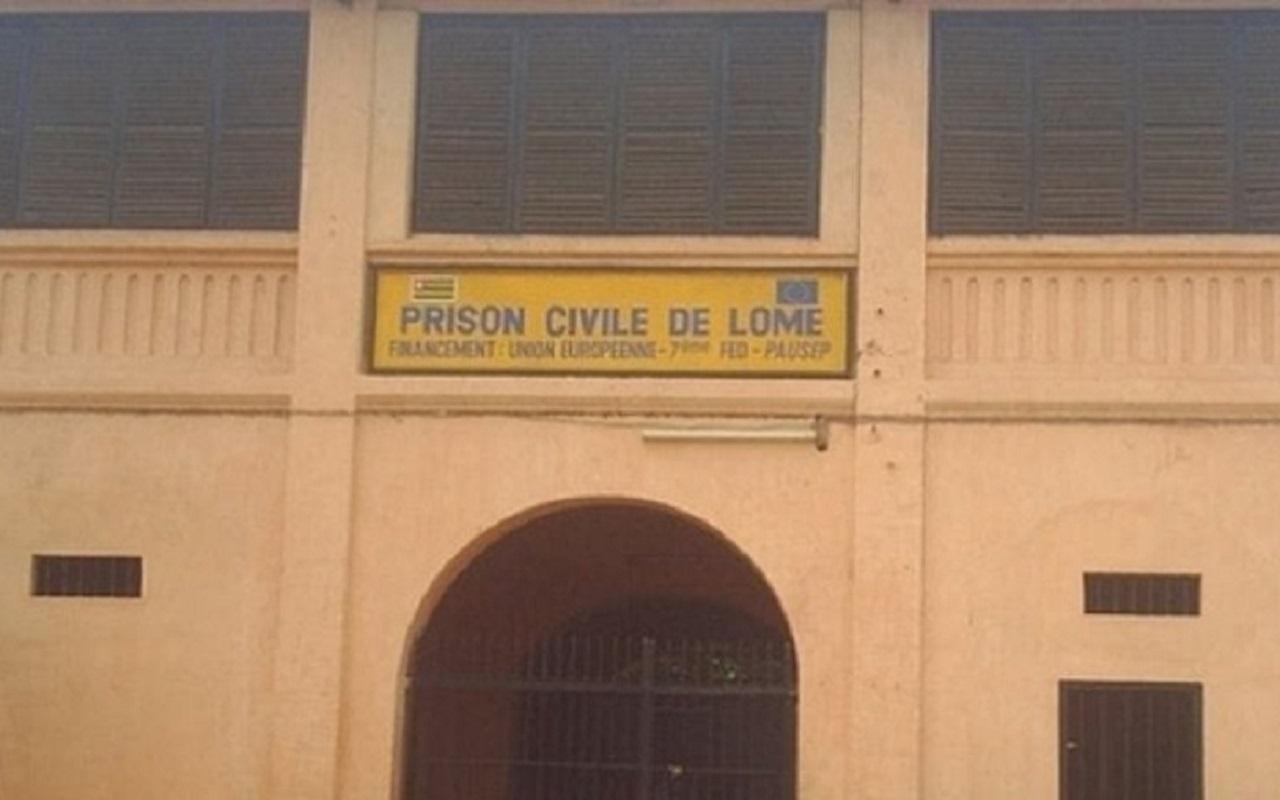 PRISON CIVILE DE LOME
FINANCEMENT : UNION EUROPEENNE - 7ème FED - PAUSEP